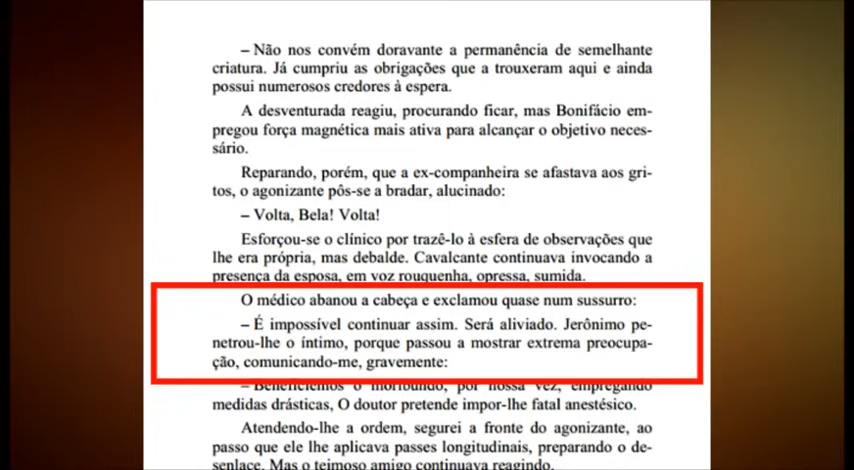 – Não nos convém doravante a permanência de semelhante
criatura. Já cumpriu as obrigações que a trouxeram aqui e ainda
possui numerosos credores à espera.
A desventurada reagiu, procurando ficar, mas Bonifácio em-
pregou força magnética mais ativa para alcançar o objetivo neces-
sário.
Reparando, porém, que a ex-companheira se afastava aos gri-
tos, o agonizante pôs-se a bradar, alucinado:
– Volta, Bela! Volta!
Esforçou-se o clínico por trazê-lo à esfera de observações que
lhe era própria, mas debalde. Cavalcante continuava invocando a
presença da esposa, em voz rouquenha, opressa, sumida.
O médico abanou a cabeça e exclamou quase num sussurro:
– É impossível continuar assim. Será aliviado. Jerônimo pe-
netrou-lhe o íntimo, porque passou a mostrar extrema preocupa-
ção, comunicando-me, gravemente:
– Beneficiemos o moribundo, por nossa vez, empregando
medidas drásticas, O doutor pretende impor-lhe fatal anestésico.
Atendendo-lhe a ordem, segurei a fronte do agonizante, ao
passo que ele lhe aplicava passes longitudinais, preparando o de-
senlace. Mas o teimoso amigo continuava reagindo.